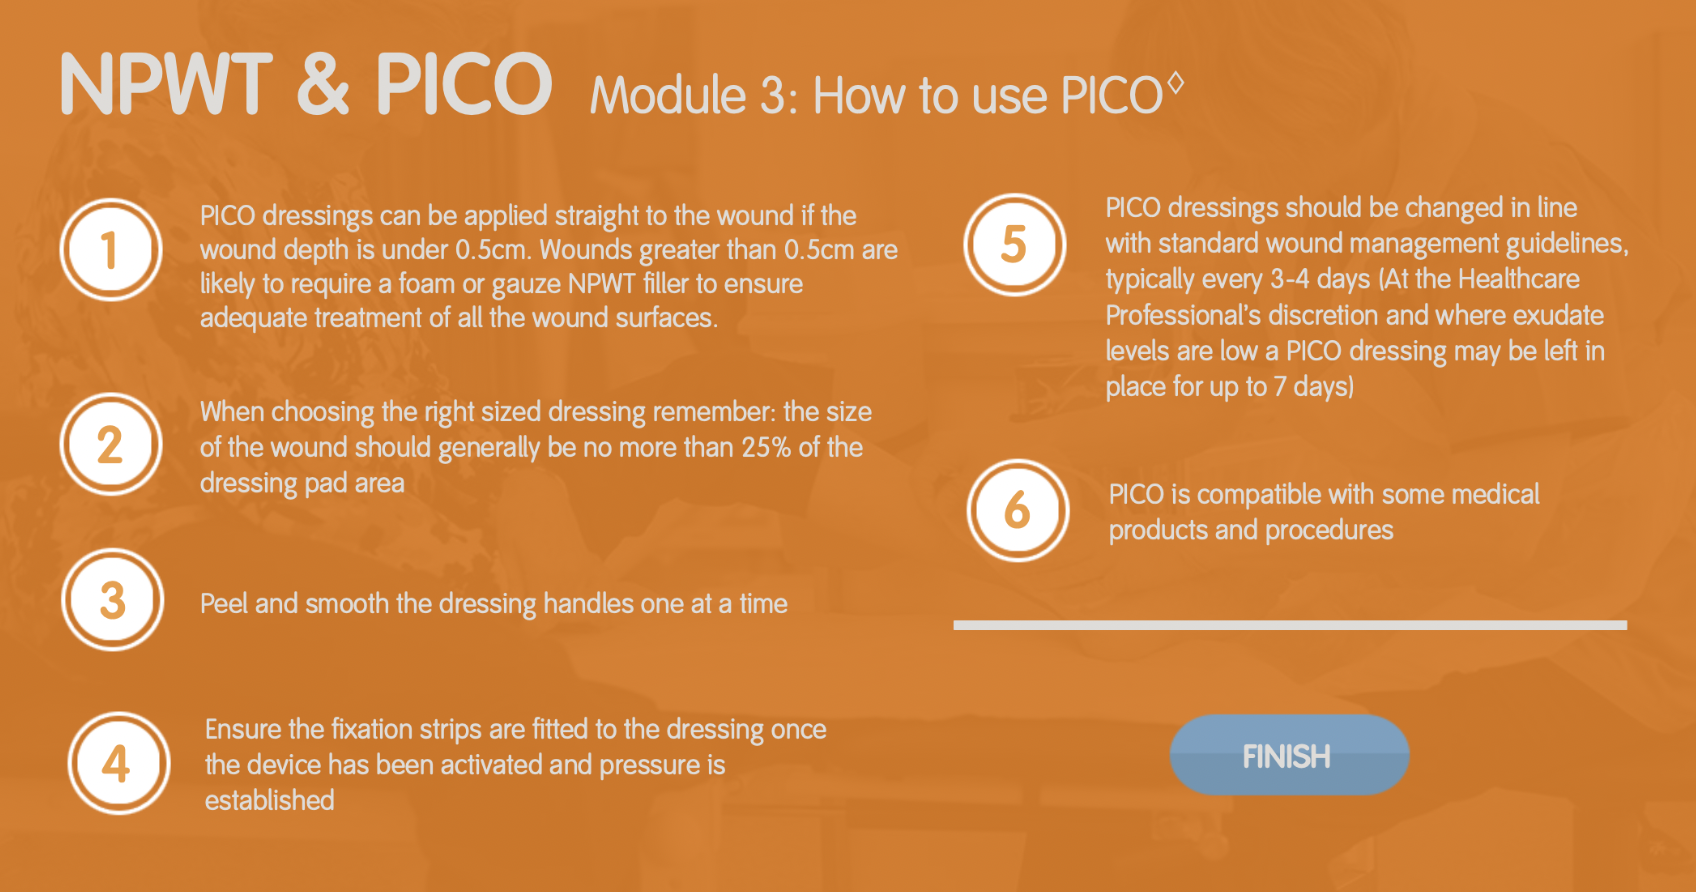 NPWT & PICO Module 3: How to use PICO◊
1
PICO dressings can be applied straight to the wound if the
wound depth is under 0.5cm. Wounds greater than 0.5cm are
likely to require a foam or gauze NPWT filler to ensure
adequate treatment of all the wound surfaces.
2
When choosing the right sized dressing remember: the size
of the wound should generally be no more than 25% of the
dressing pad area
3
Peel and smooth the dressing handles one at a time
4
Ensure the fixation strips are fitted to the dressing once
the device has been activated and pressure is
established
5
PICO dressings should be changed in line
with standard wound management guidelines,
typically every 3-4 days (At the Healthcare
Professional's discretion and where exudate
levels are low a PICO dressing may be left in
place for up to 7 days)
6
PICO is compatible with some medical
products and procedures
FINISH